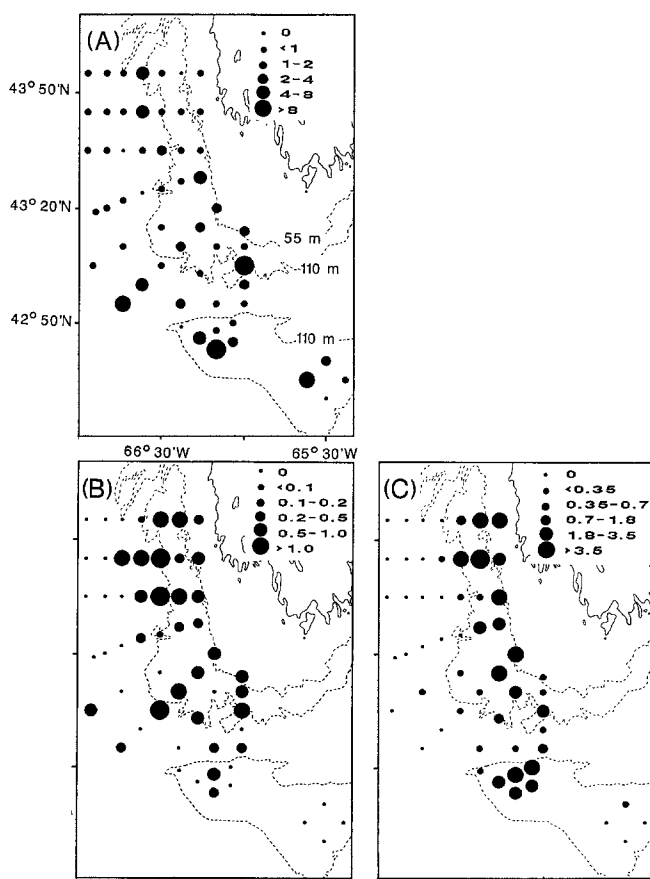 (A)
0
<1
1-2
2-4
4-8
>8
43° 50'N
43° 20'N
42° 50'N
55 m
110 m
110 m
66° 30'W
65° 30'W
(B)
0
<0.1
0.1-0.2
0.2-0.5
0.5-1.0
>1.0
(C)
0
<0.35
0.35-0.7
0.7-1.8
1.8-3.5
>3.5